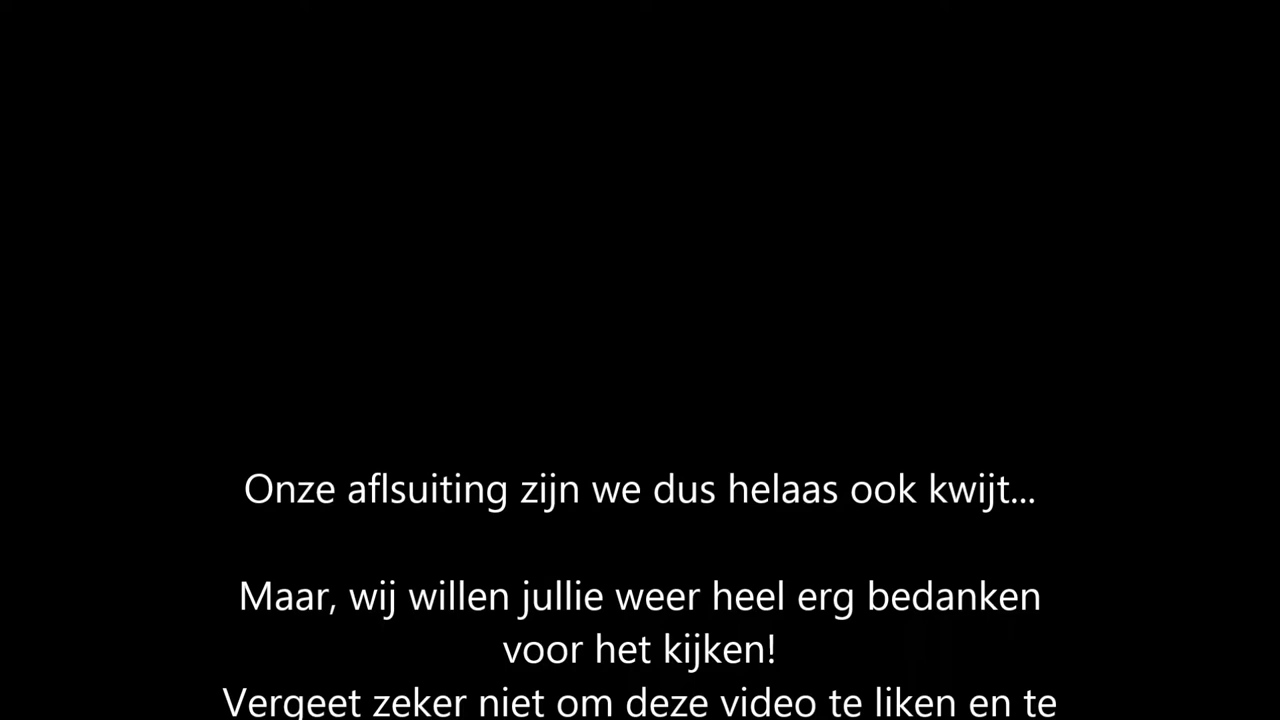 Onze aflsuiting zijn we dus helaas ook kwijt...
Maar, wij willen jullie weer heel erg bedanken
voor het kijken!
Vergeet zeker niet om deze video te liken en te